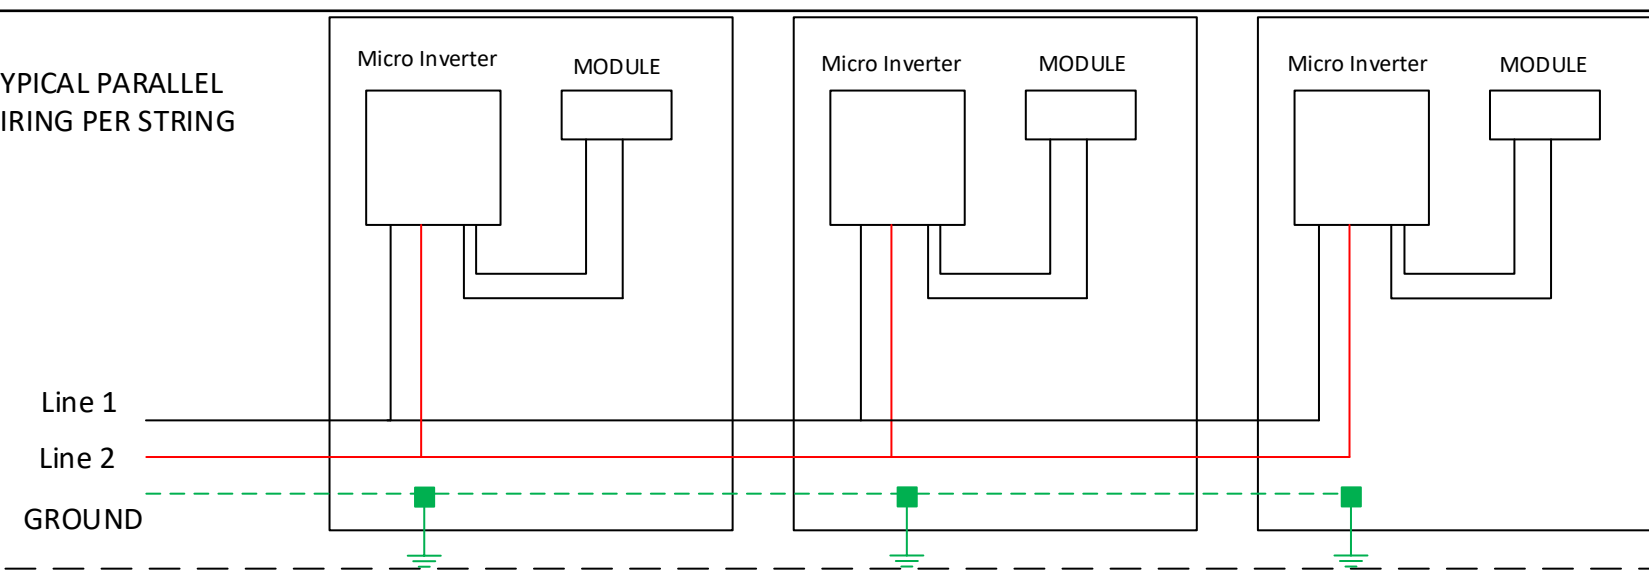 YPICAL PARALLEL
IRING PER STRING
Micro Inverter
MODULE
Micro Inverter
MODULE
Micro Inverter
MODULE
Line 1
Line 2
GROUND